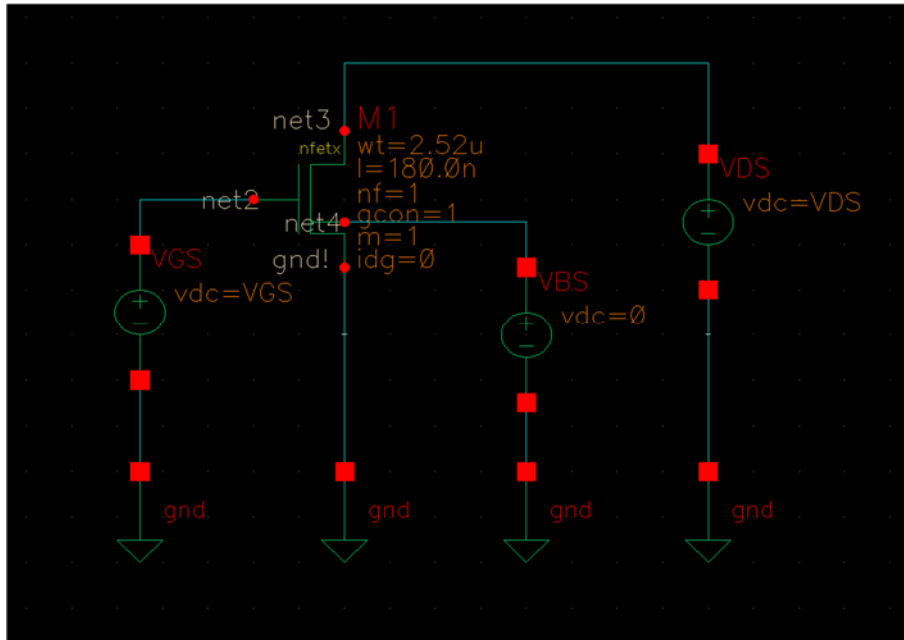 net3
M1
nfetx
wt=2.52u
l=180.0n
nf=1
net2
net4
gcon=1
m=1
gnd!
idg=0
VGS
vdc=VGS
VBS
vdc=0
VDS
vdc=VDS
gnd
gnd
gnd
gnd